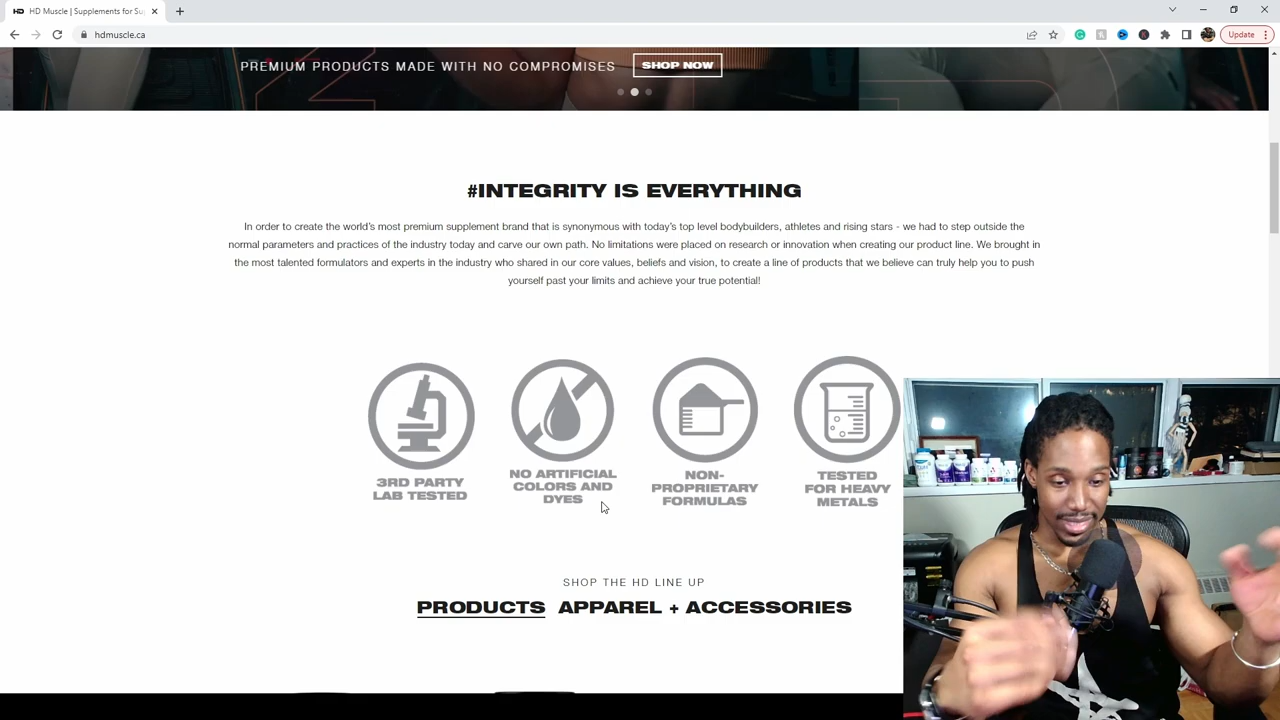 HD Muscle | Supplements for Su
hdmuscle.ca
Update
PREMIUM PRODUCTS MADE WITH NO COMPROMISES
SHOP NOW
#INTEGRITY IS EVERYTHING
In order to create the world's most premium supplement brand that is synonymous with today's top level bodybuilders, athletes and rising stars - we had to step outside the
normal parameters and practices of the industry today and carve our own path. No limitations were placed on research or innovation when creating our product line. We brought in
the most talented formulators and experts in the industry who shared in our core values, beliefs and vision, to create a line of products that we believe can truly help you to push
yourself past your limits and achieve your true potential!
3RD PARTY
LAB TESTED
NO ARTIFICIAL
COLORS AND
DYES
NON-
PROPRIETARY
FORMULAS
TESTED
FOR HEAVY
METALS
SHOP THE HD LINE UP
PRODUCTS APPAREL + ACCESSORIES